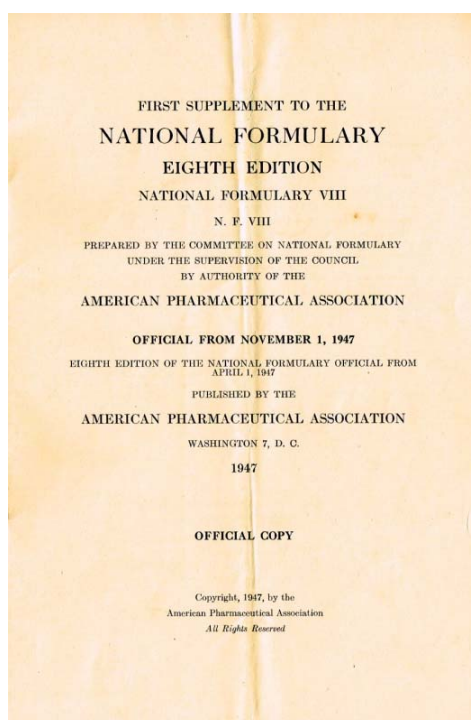 FIRST SUPPLEMENT TO THE
NATIONAL FORMULARY
EIGHTH EDITION
NATIONAL FORMULARY VIII
N. F. VIII
PREPARED BY THE COMMITTEE ON NATIONAL FORMULARY
UNDER THE SUPERVISION OF THE COUNCIL
BY AUTHORITY OF THE
AMERICAN PHARMACEUTICAL ASSOCIATION
OFFICIAL FROM NOVEMBER 1, 1947
EIGHTH EDITION OF THE NATIONAL FORMULARY OFFICIAL FROM
APRIL 1, 1947
PUBLISHED BY THE
AMERICAN PHARMACEUTICAL ASSOCIATION
WASHINGTON 7, D. C.
1947
OFFICIAL COPY
Copyright, 1947, by the
American Pharmaceutical Association
All Rights Reserved